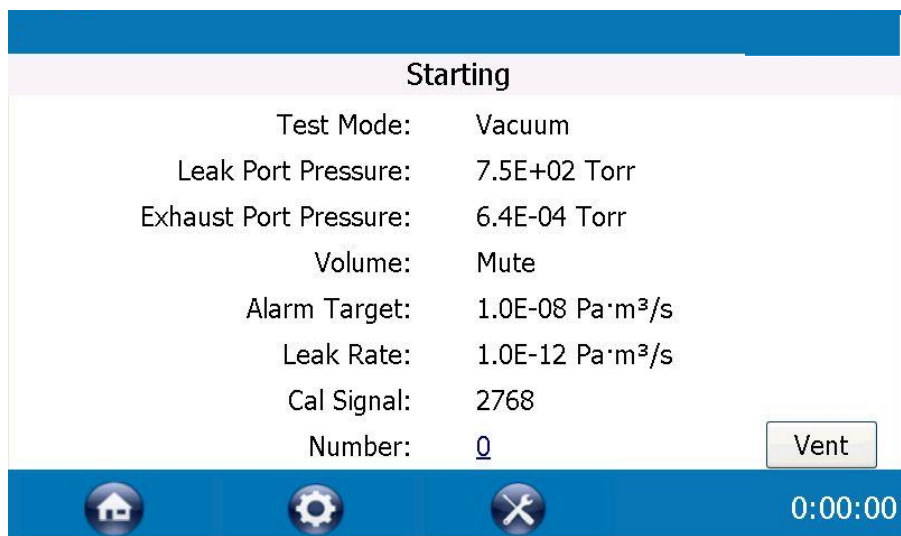 Starting
Test Mode: Vacuum
Leak Port Pressure: 7.5E+02 Torr
Exhaust Port Pressure: 6.4E-04 Torr
Volume: Mute
Alarm Target: 1.0E-08 Pa·m³/s
Leak Rate: 1.0E-12 Pa·m³/s
Cal Signal: 2768
Number: 0
Vent
0:00:00